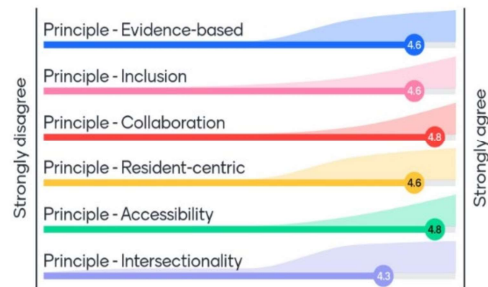 Strongly disagree
Principle - Evidence-based
4.6
Principle - Inclusion
4.6
Principle - Collaboration
4.8
Principle - Resident-centric
4.6
Principle - Accessibility
4.8
Principle - Intersectionality
4.3
Strongly agree